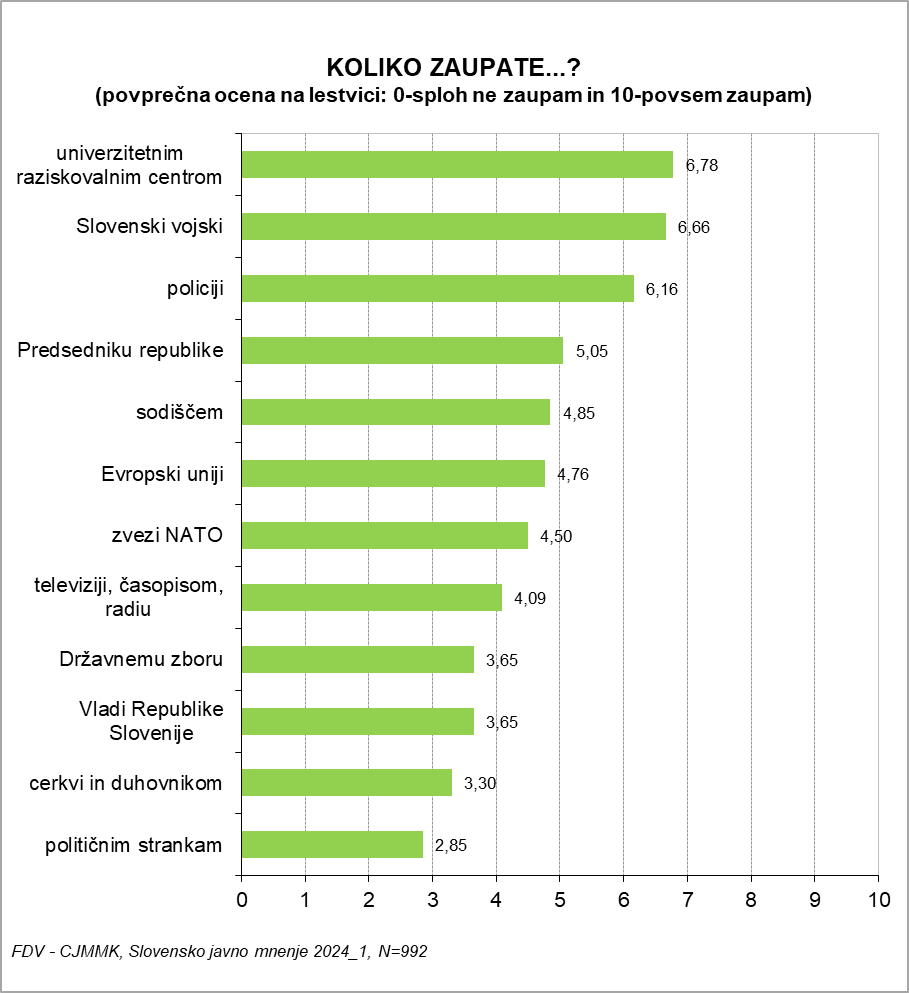 KOLIKO ZAUPATE...?
(povprečna ocena na lestvici: 0-sploh ne zaupam in 10-povsem zaupam)
univerzitetnim
raziskovalnim centrom
6,78
Slovenski vojski
6,66
policiji
6,16
Predsedniku republike
5,05
sodiščem
4,85
Evropski uniji
4,76
zvezi NATO
4,50
televiziji, časopisom,
radiu
4,09
Državnemu zboru
3,65
Vladi Republike
Slovenije
3,65
cerkvi in duhovnikom
3,30
političnim strankam
2,85
0 1 2 3 4 5 6 7 8 9 10
FDV - CJMMK, Slovensko javno mnenje 2024_1, N=992